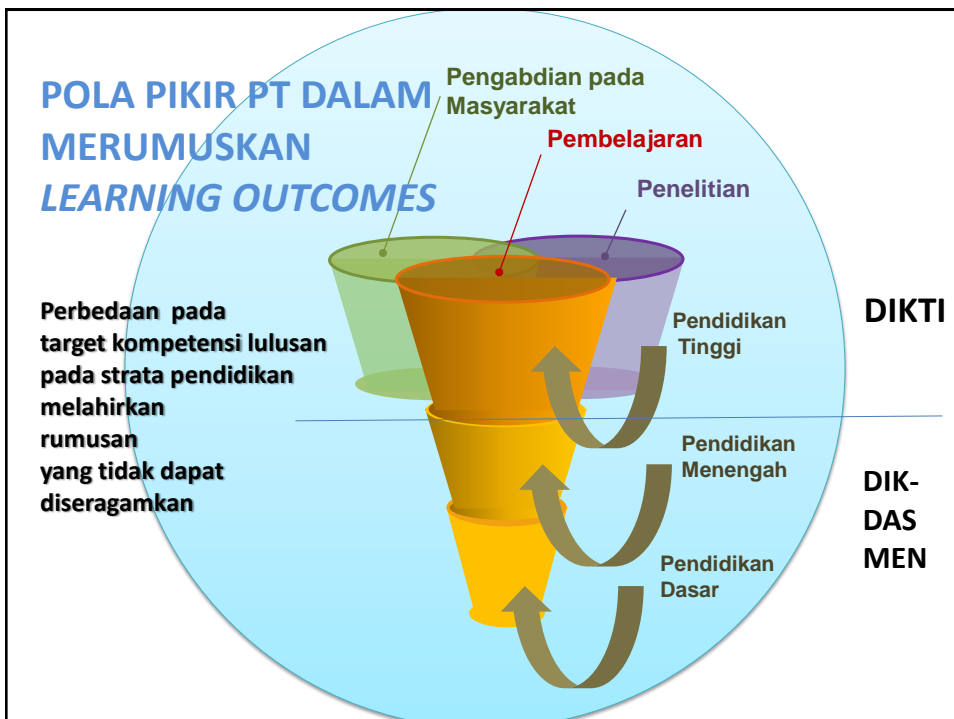 POLA PIKIR PT DALAM
MERUMUSKAN
LEARNING OUTCOMES
Pengabdian pada
Masyarakat
Pembelajaran
Penelitian
Perbedaan pada
target kompetensi lulusan
pada strata pendidikan
melahirkan
rumusan
yang tidak dapat
diseragamkan
Pendidikan
Tinggi
DIKTI
Pendidikan
Menengah
DIK-
DAS
MEN
Pendidikan
Dasar